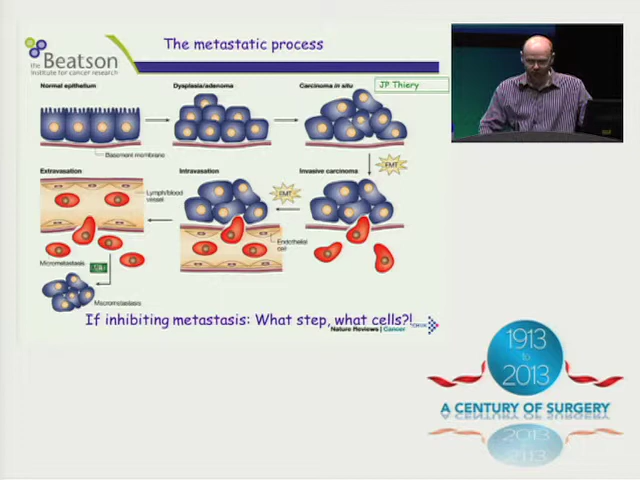 The metastatic process
the Beatson
institute for cancer research
JP Thiery
Normal epithelium
Dysplasia/adenoma
Carcinoma in situ
Basement membrane
EMT
Extravasation
Intravasation
Invasive carcinoma
EMT
Lymph/blood
vessel
Endothelial
cell
Micrometastasis
Macrometastasis
If inhibiting metastasis: What step, what cells?!
Nature Reviews | Cancer
1913
to
2013
A CENTURY OF SURGERY